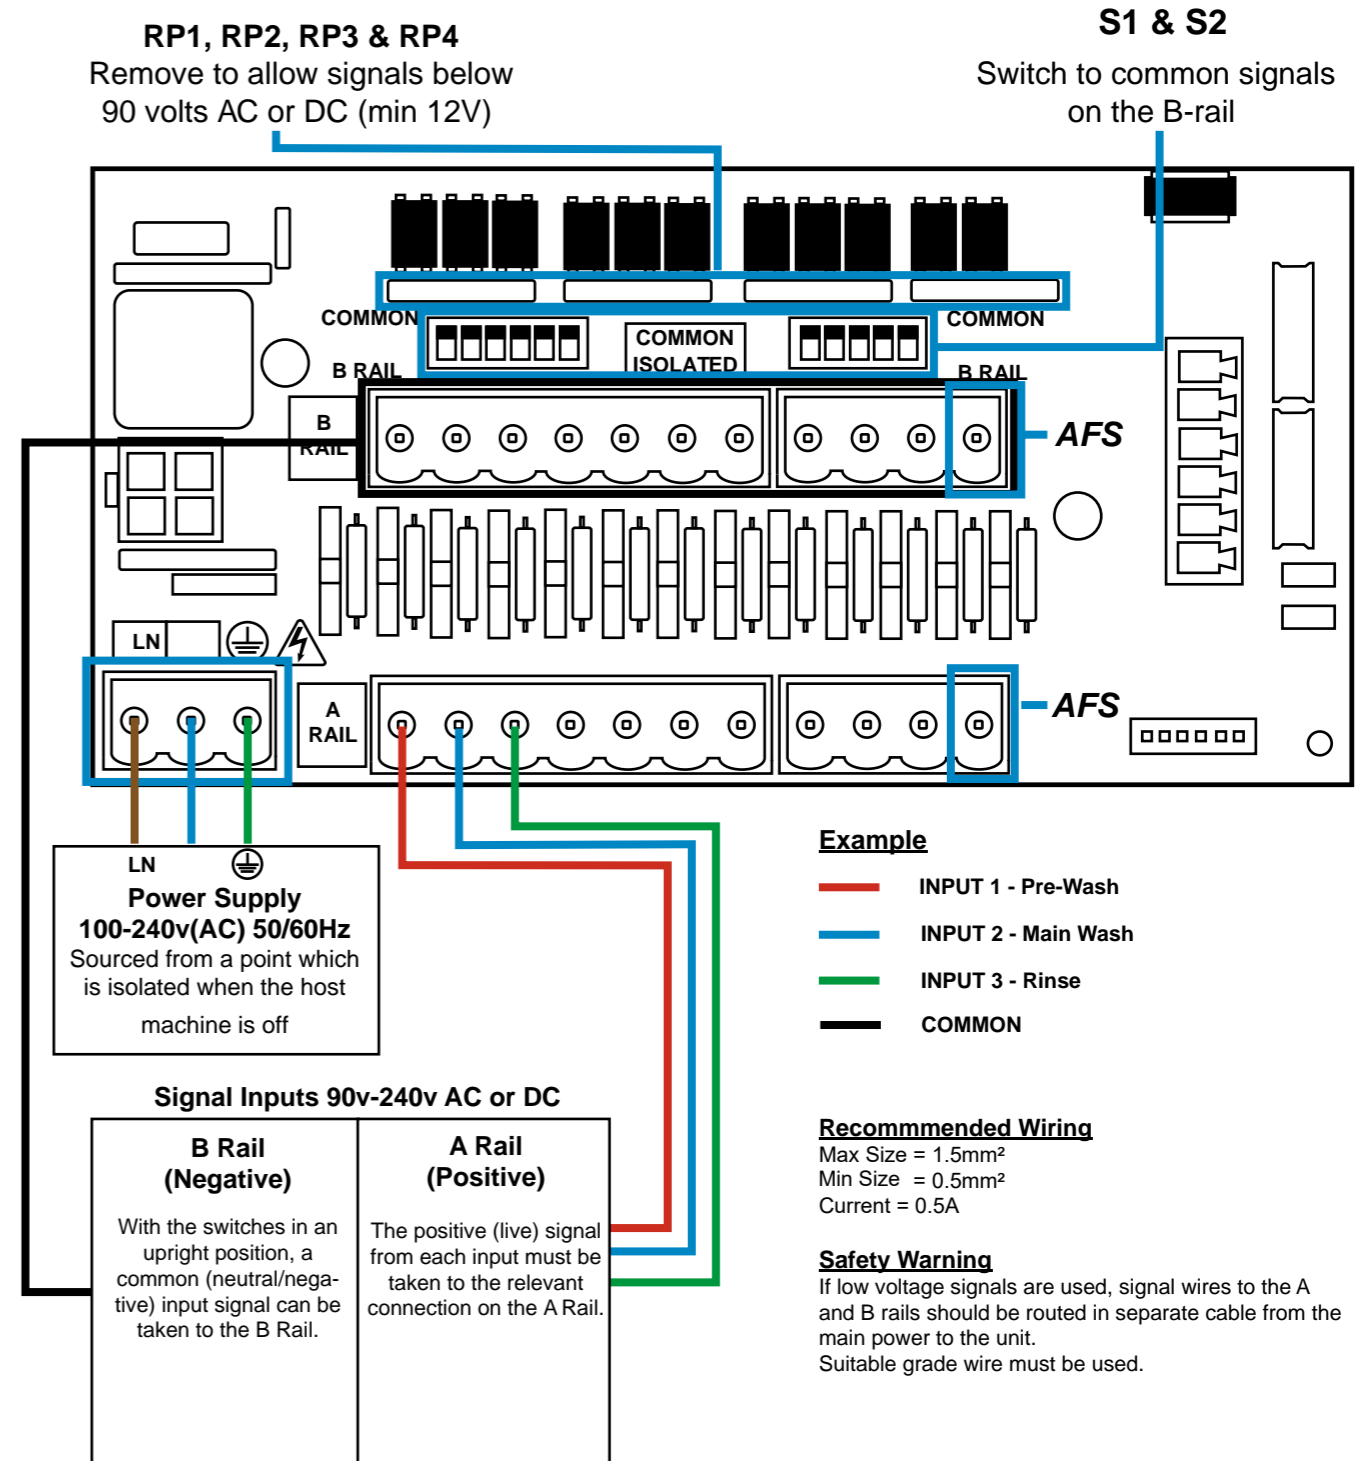 RP1, RP2, RP3 & RP4
Remove to allow signals below
90 volts AC or DC (min 12V)
S1 & S2
Switch to common signals
on the B-rail
COMMON
COMMON
ISOLATED
COMMON
B RAIL
B RAIL
B
RAIL
AFS
LN
A
RAIL
AFS
LN
Power Supply
100-240v(AC) 50/60Hz
Sourced from a point which
is isolated when the host
machine is off
Example
INPUT 1 - Pre-Wash
INPUT 2 - Main Wash
INPUT 3 - Rinse
COMMON
Signal Inputs 90v-240v AC or DC
B Rail
(Negative)
With the switches in an
upright position, a
common (neutral/nega-
tive) input signal can be
taken to the B Rail.
A Rail
(Positive)
The positive (live) signal
from each input must be
taken to the relevant
connection on the A Rail.
Recommmended Wiring
Max Size = 1.5mm²
Min Size = 0.5mm²
Current = 0.5A
Safety Warning
If low voltage signals are used, signal wires to the A
and B rails should be routed in separate cable from the
main power to the unit.
Suitable grade wire must be used.